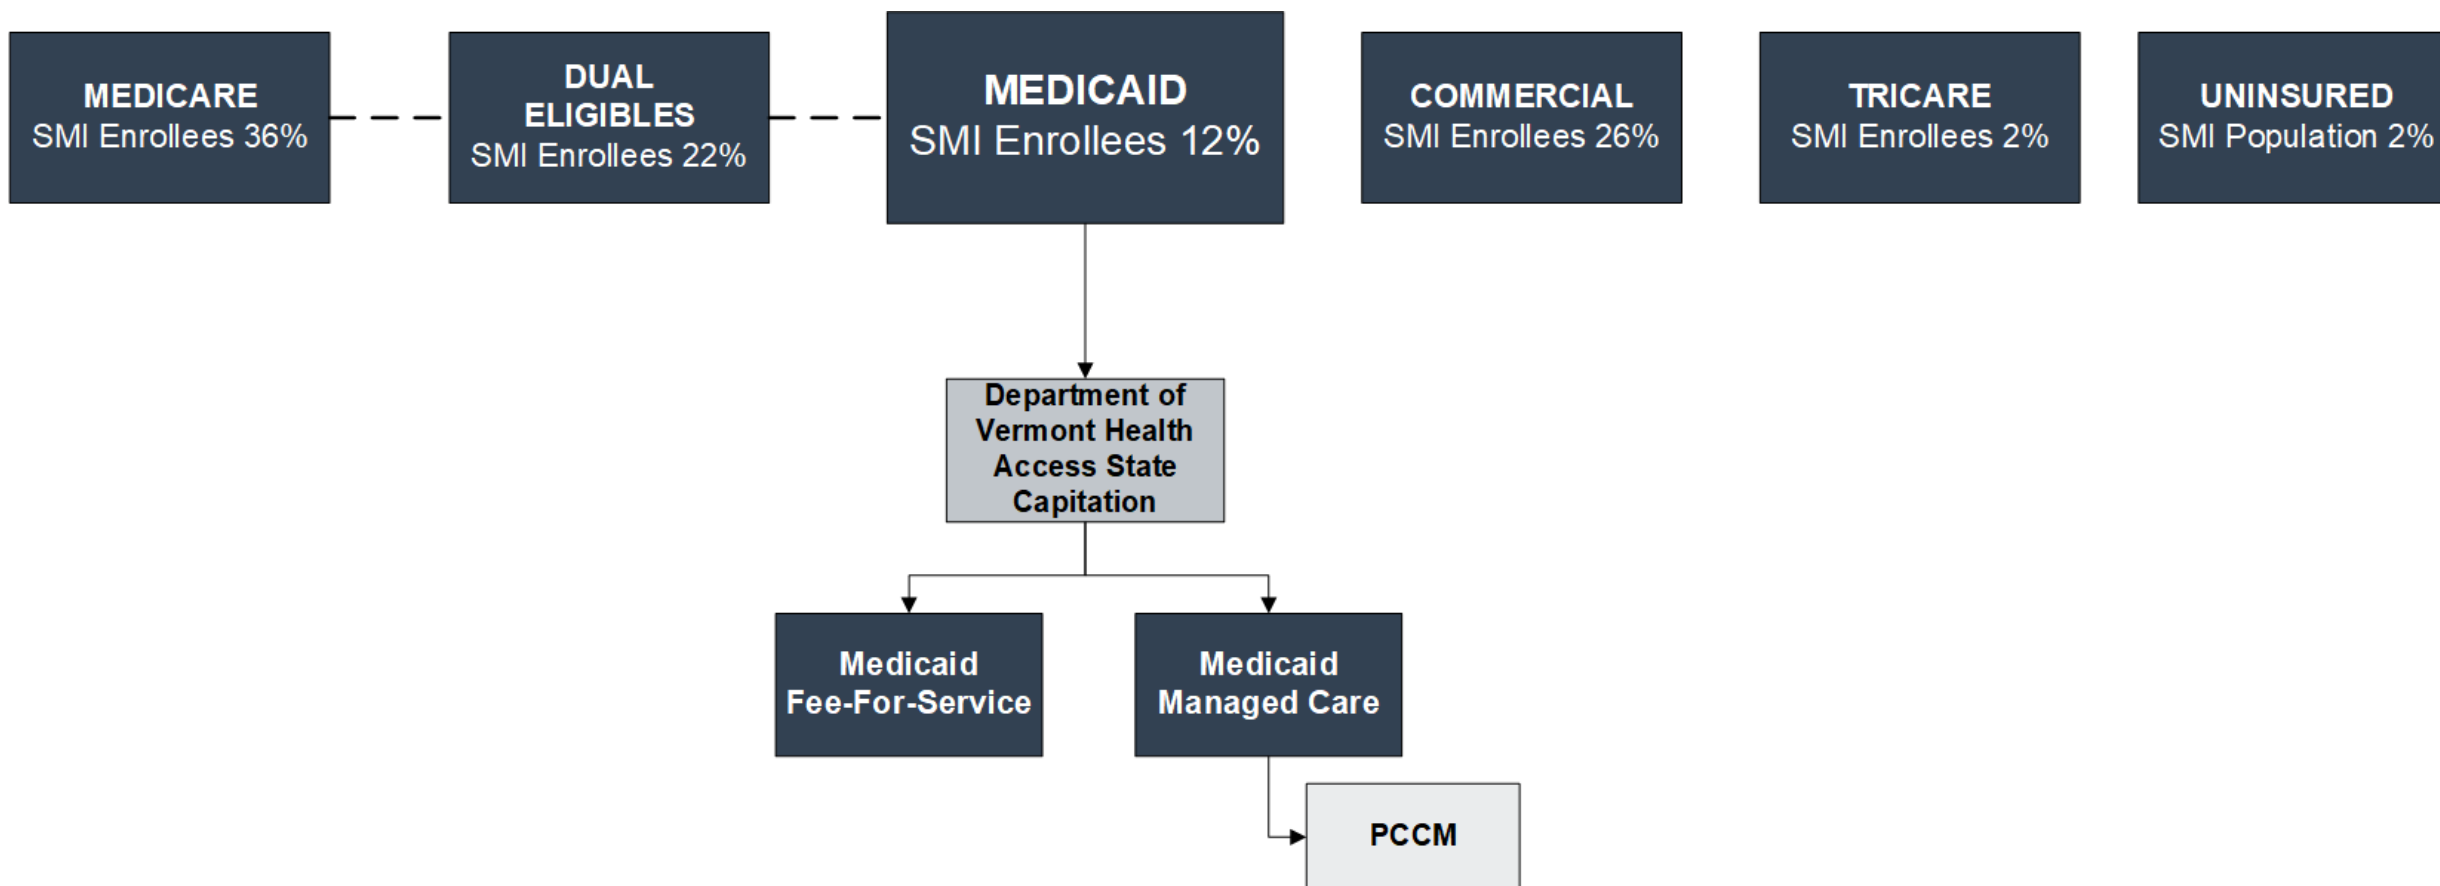 MEDICARE
SMI Enrollees 36%
DUAL
ELIGIBLES
SMI Enrollees 22%
MEDICAID
SMI Enrollees 12%
COMMERCIAL
SMI Enrollees 26%
TRICARE
SMI Enrollees 2%
UNINSURED
SMI Population 2%
Department of
Vermont Health
Access State
Capitation
Medicaid
Fee-For-Service
Medicaid
Managed Care
PCCM